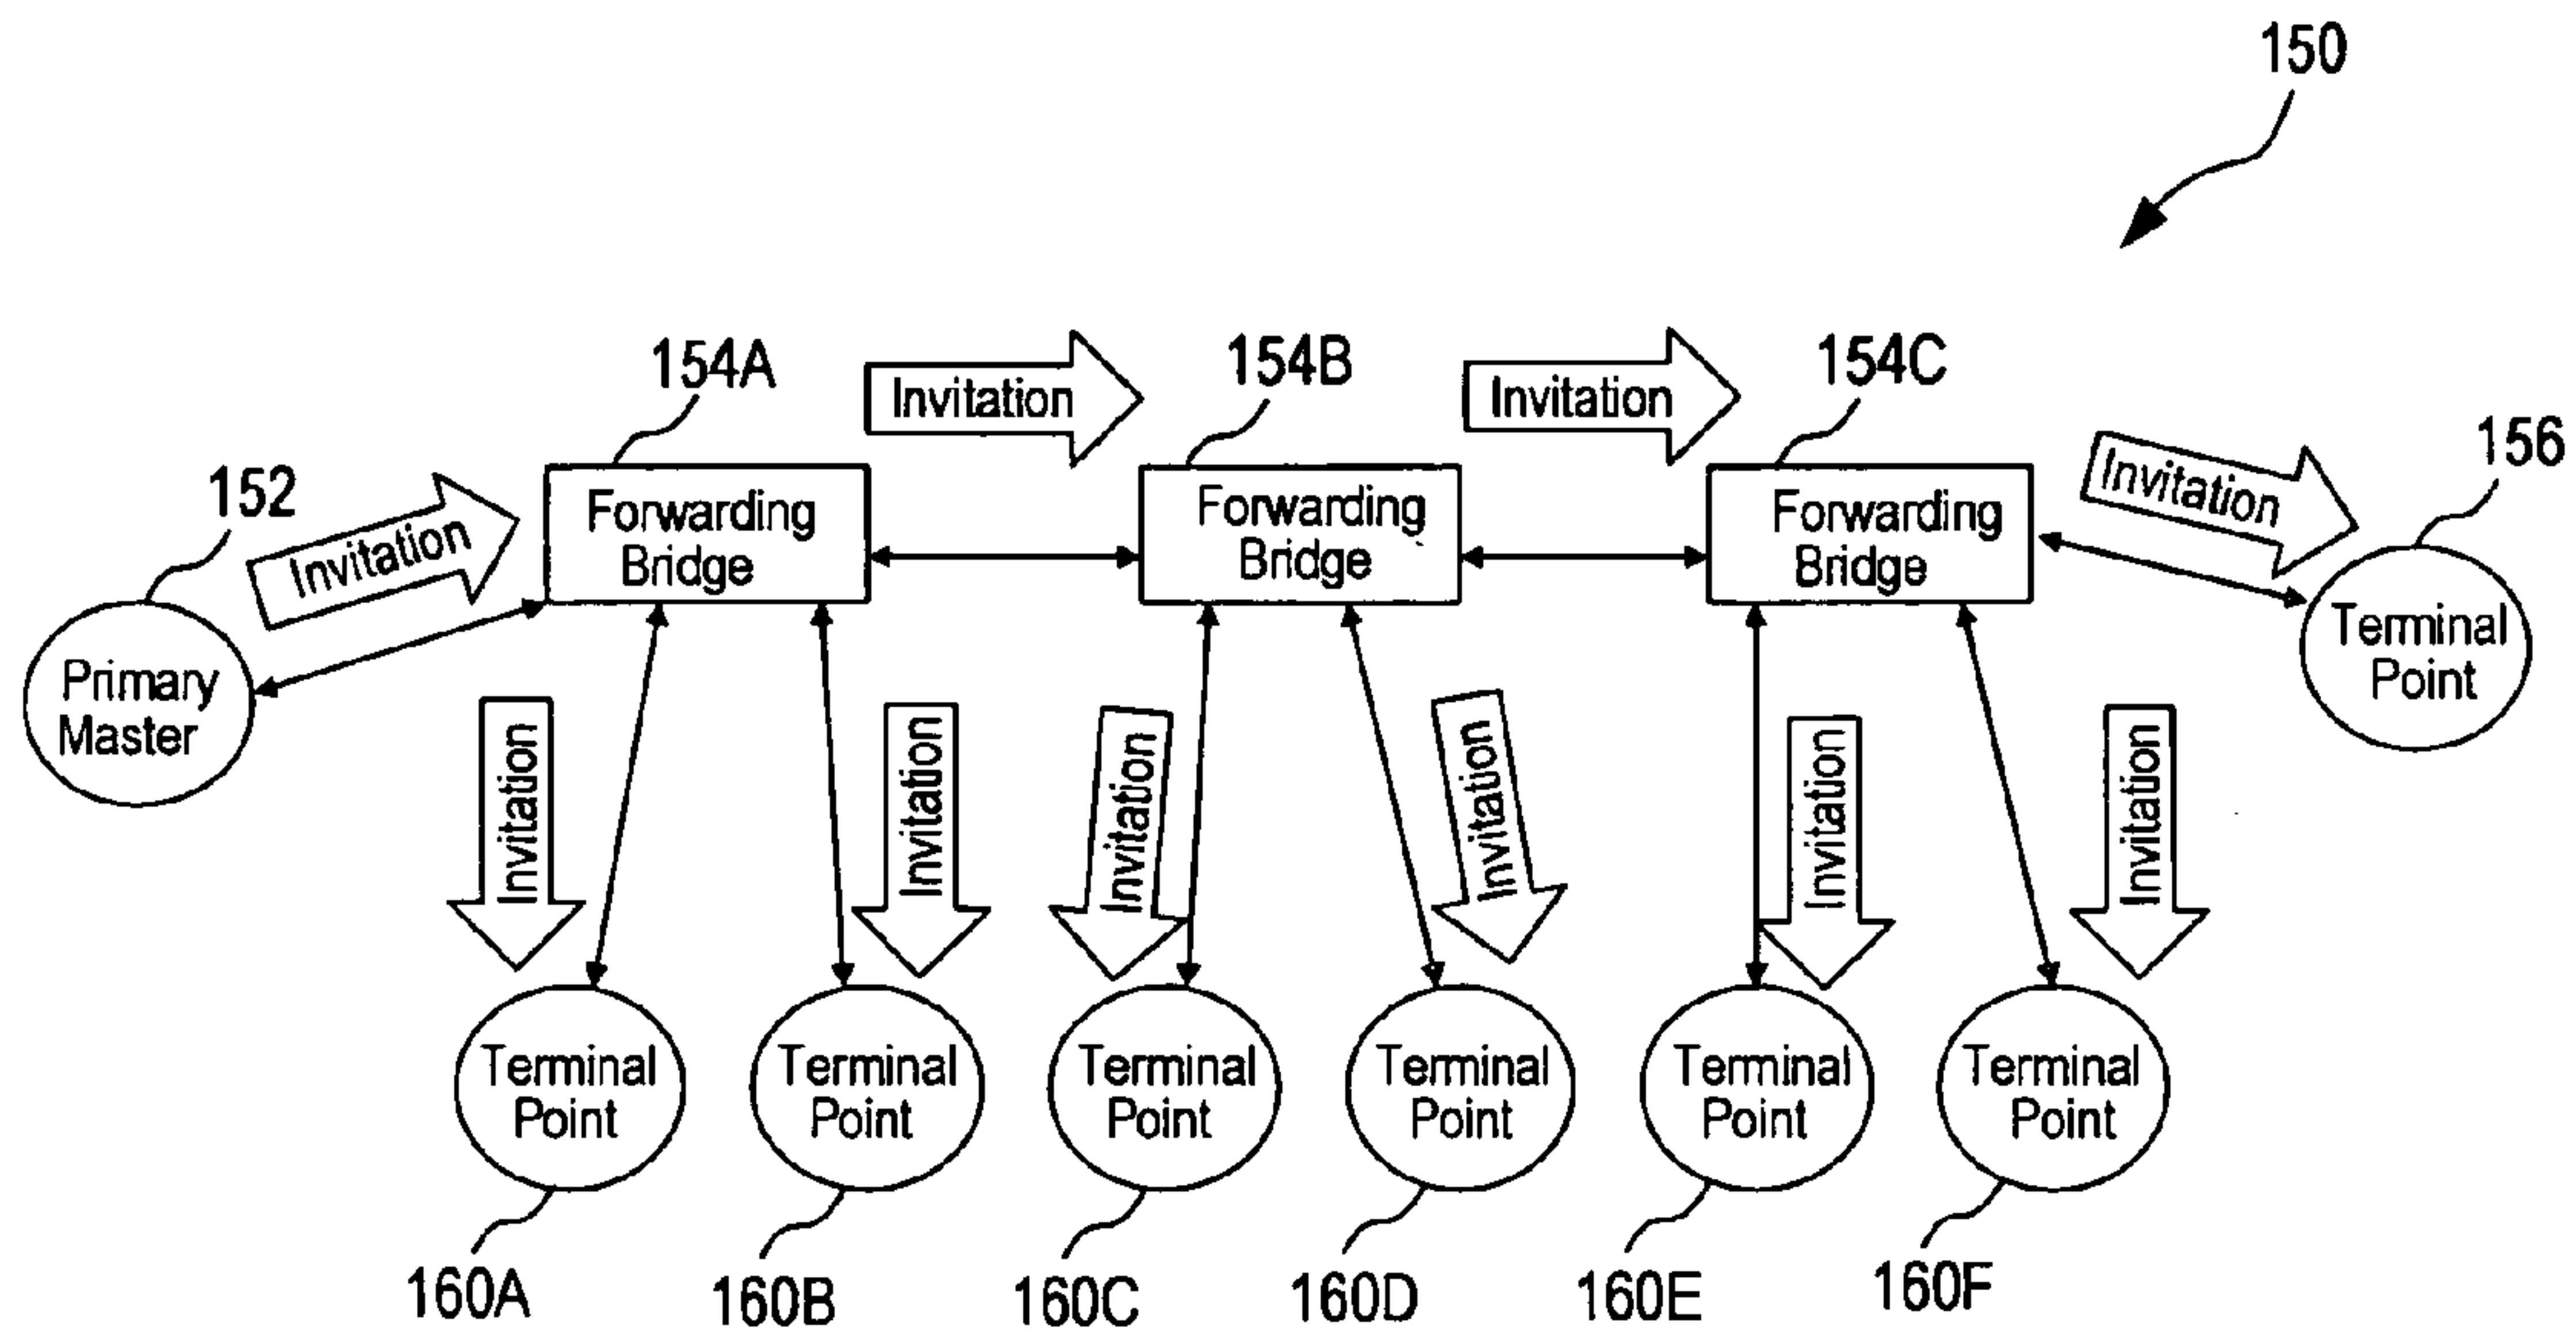 150
154A
Invitation
154B
Invitation
154C
Invitation
156
152
Invitation
Forwarding
Bridge
Forwarding
Bridge
Forwarding
Bridge
Terminal
Point
Primary
Master
Invitation
Invitation
Invitation
Invitation
Invitation
Invitation
Terminal
Point
Terminal
Point
Terminal
Point
Terminal
Point
Terminal
Point
Terminal
Point
160A
160B
160C
160D
160E
160F